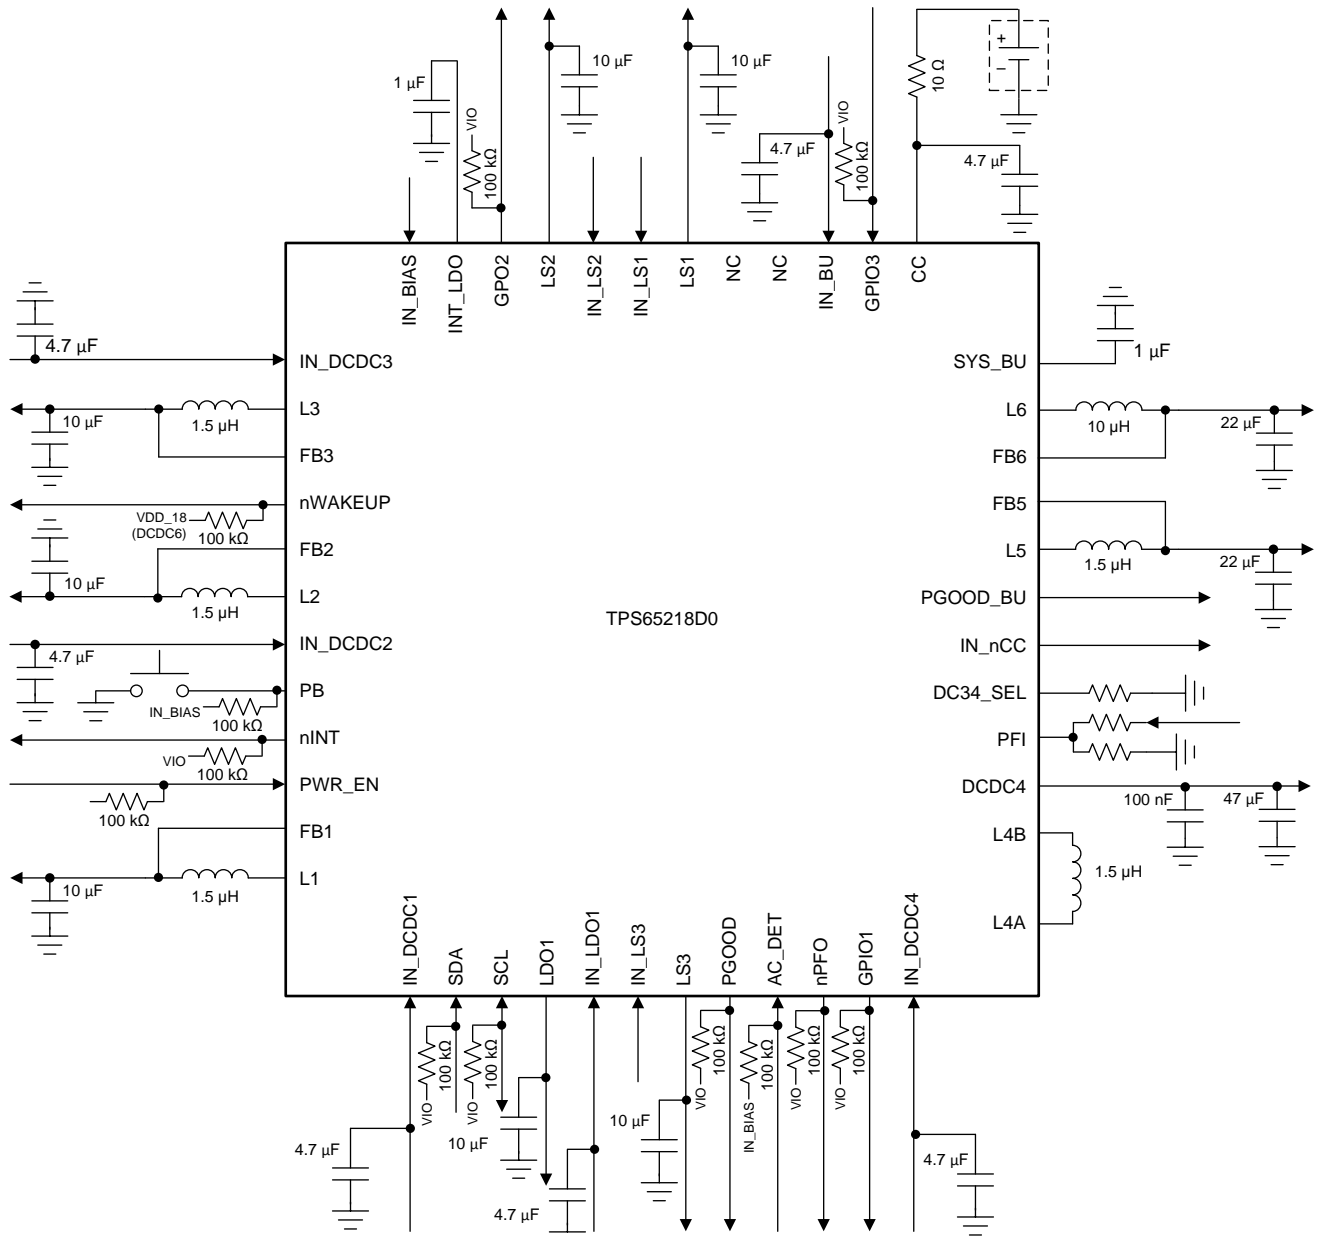 10 µF
10 µF
+
−
10 Ω
1 µF
VIO
100 kΩ
4.7 µF
VIO
100 kΩ
4.7 µF
IN_BIAS
INT_LDO
GPO2
LS2
IN_LS2
IN_LS1
LS1
NC
NC
IN_BU
GPIO3
CC
4.7 µF
IN_DCDC3
SYS_BU
1 µF
L3
10 µF
1.5 µH
FB3
L6
10 µH
22 µF
FB6
nWAKEUP
VDD_18
(DCDC6)
100 kΩ
FB5
FB2
L5
1.5 µH
22 µF
10 µF
L2
1.5 µH
PGOOD_BU
TPS65218D0
IN_DCDC2
4.7 µF
IN_nCC
PB
IN_BIAS
100 kΩ
DC34_SEL
nINT
VIO
100 kΩ
PFI
PWR_EN
100 kΩ
DCDC4
100 nF
47 µF
FB1
L4B
L1
10 µF
1.5 µH
1.5 µH
L4A
IN_DCDC1
SDA
SCL
LDO1
IN_LDO1
IN_LS3
LS3
PGOOD
AC_DET
nPFO
GPIO1
IN_DCDC4
100 kΩ
VIO
100 kΩ
VIO
100 kΩ
VIO
100 kΩ
IN_BIAS
100 kΩ
VIO
100 kΩ
VIO
4.7 µF
10 µF
4.7 µF
10 µF
4.7 µF